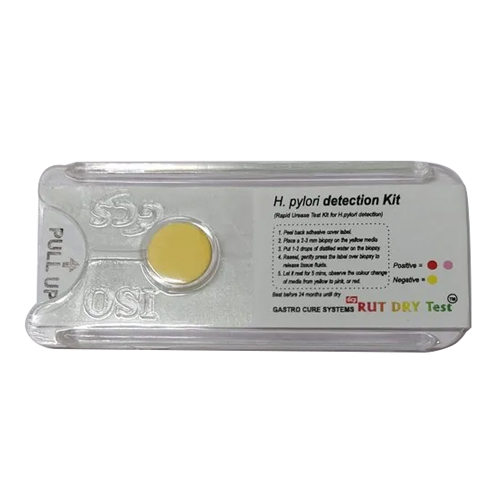 PULL UP
Gcs
OSI
H. pylori detection Kit
(Rapid Urease Test Kit for H.pylori detection)
1. Peel back adhesive cover label.
2. Place a 2-3 mm biopsy on the yellow media
3. Put 1-2 drops of distilled water on the biopsy
4. Reseal, gently press the label over biopsy to
release tissue fluids.
5. Let it rest for 5 mins, observe the colour change
of media from yellow to pink, or red.
Positive =
Negative =
Best before 24 months until dry
GASTRO CURE SYSTEMS RUT DRY Test™